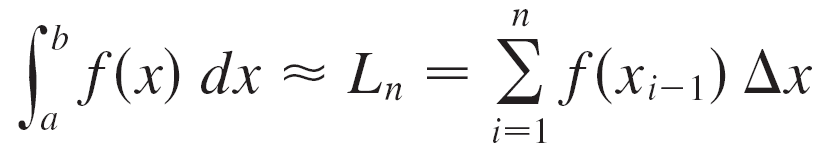 ∫_a^b f(x) dx ≈ L_n = ∑_{i=1}^n f(x_{i−1}) Δx